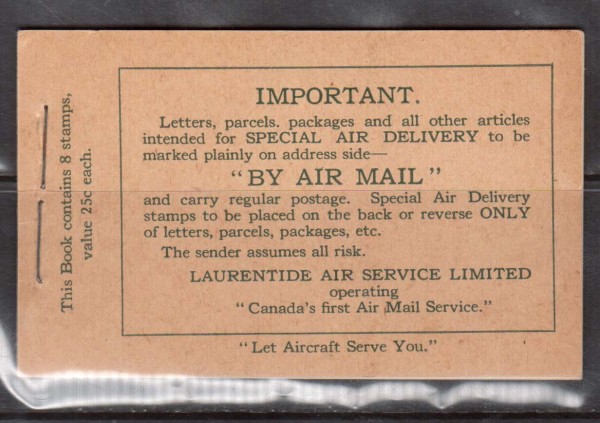 This Book contains 8 stamps,
value 25c each.
IMPORTANT.
Letters, parcels. packages and all other articles
intended for SPECIAL AIR DELIVERY to be
marked plainly on address side—
"BY AIR MAIL"
and carry regular postage. Special Air Delivery
stamps to be placed on the back or reverse ONLY
of letters, parcels, packages, etc.
The sender assumes all risk.
LAURENTIDE AIR SERVICE LIMITED
operating
"Canada's first Air Mail Service."
"Let Aircraft Serve You."